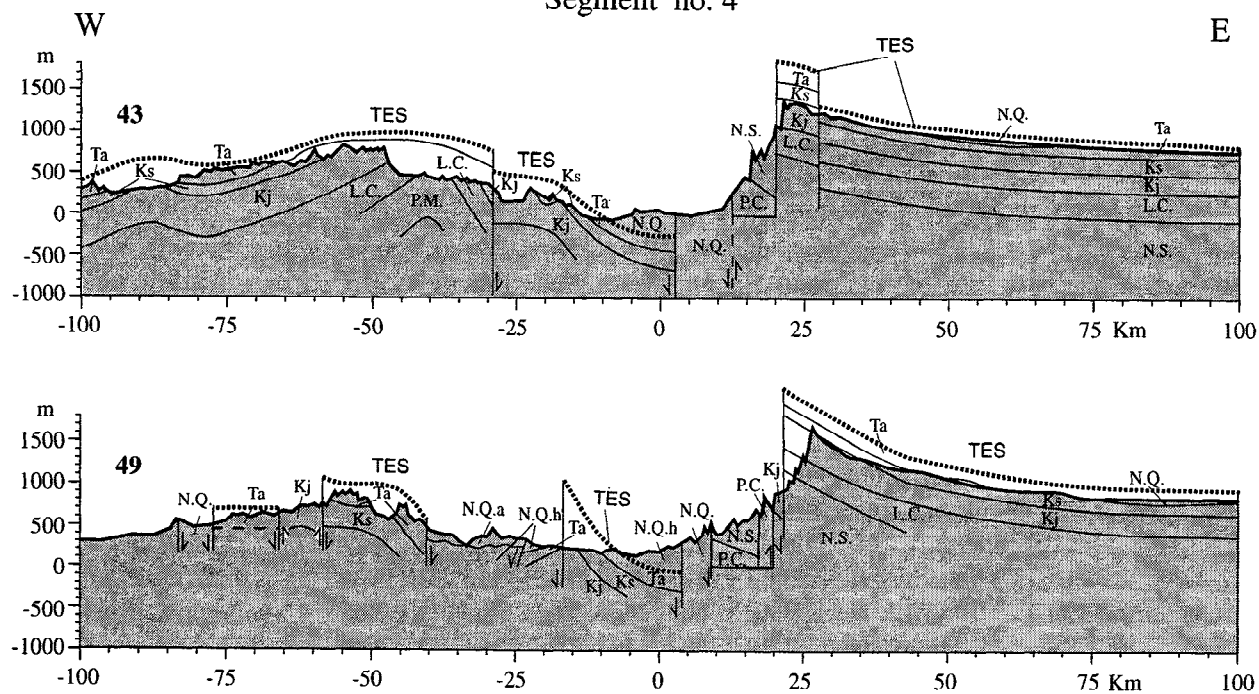 Segment no. 4
W E
m
1500
1000
500
0
-500
-1000
43
TES
Ta
Ks
Ta
Kj
L.C.
P.M.
L.C.
Kj
TES
Ks
Ta
Kj
N.Q.
N.Q.
N.S.
P.C.
Ta
Ks
Kj
L.C.
TES
N.Q.
Ta
Ks
Kj
L.C.
N.S.
-100 -75 -50 -25 0 25 50 75 Km 100
m
1500
1000
500
0
-500
-1000
49
N.Q.
Ta
Kj
TES
Ta
Ks
N.Q.a
N.Q.h
Ta
TES
Kj
Ks
Ta
N.Q.h
N.Q.
N.S.
P.C.
P.C.
Kj
Ta
TES
L.C.
N.S.
Ks
Kj
N.Q.
-100 -75 -50 -25 0 25 50 75 Km 100